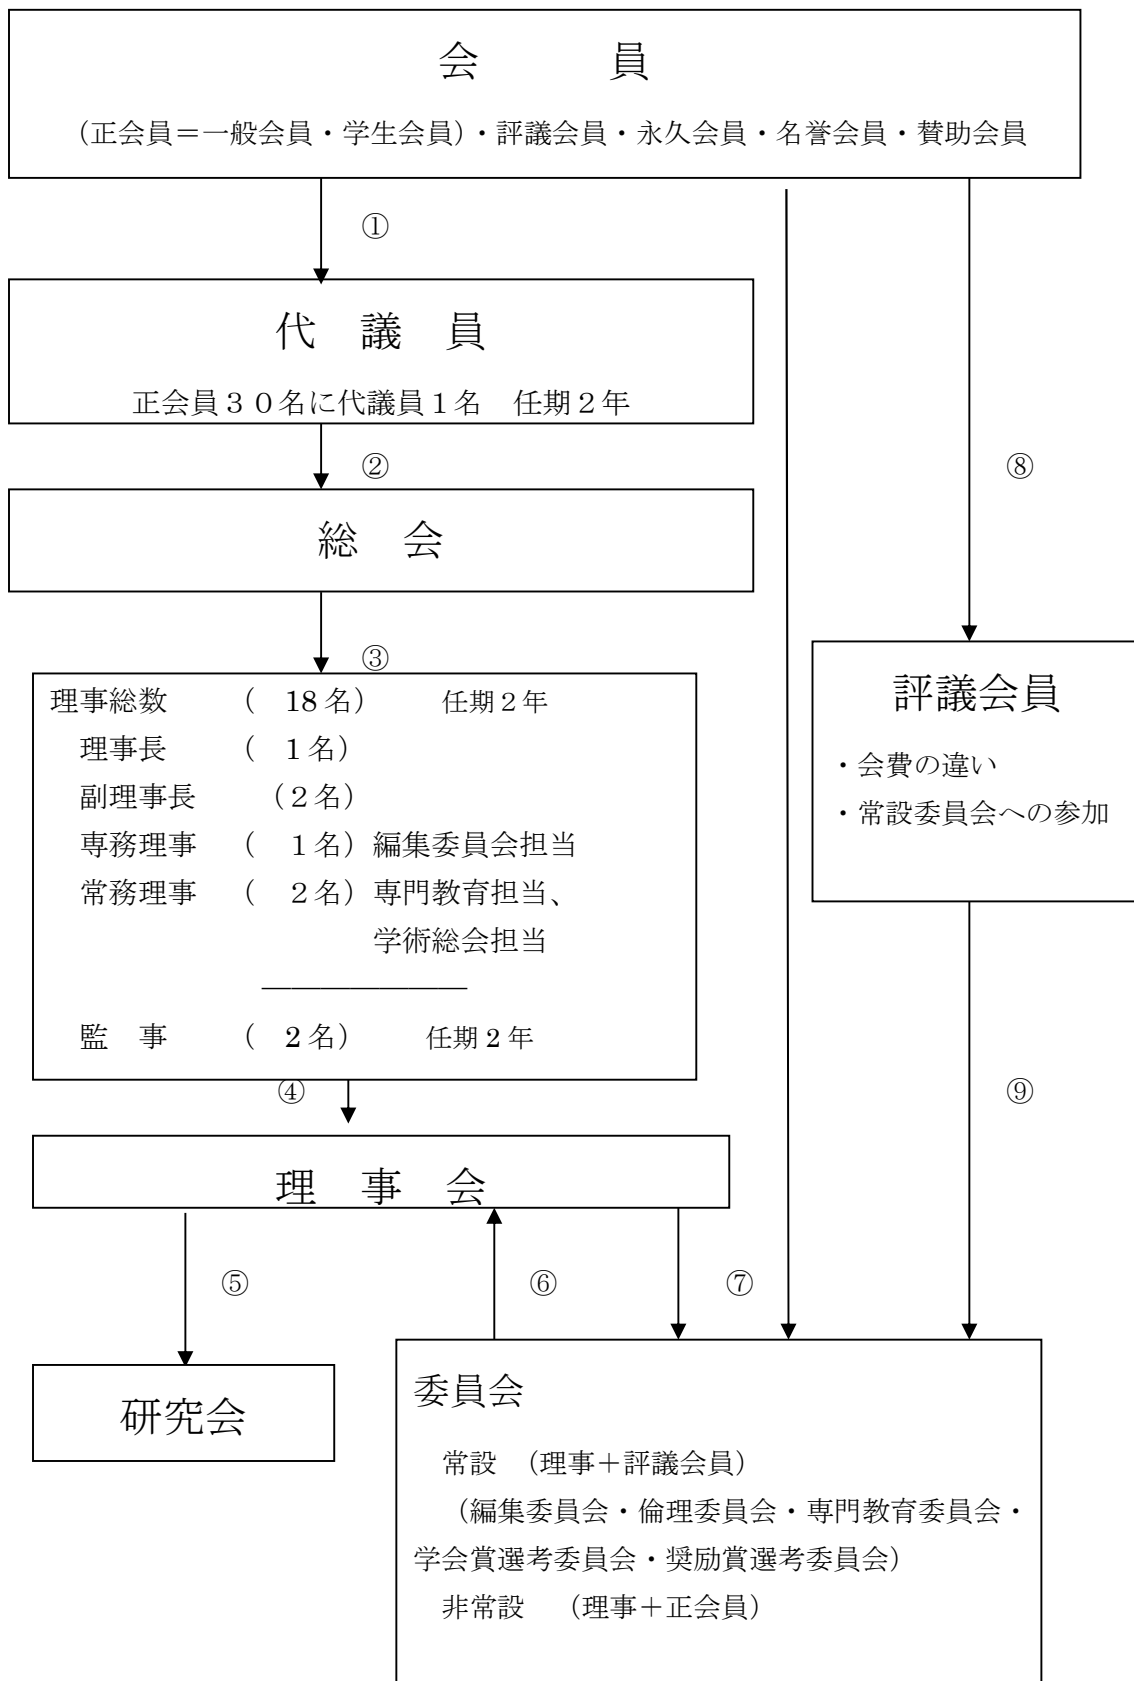 会　　　員
（正会員＝一般会員・学生会員）・評議会員・永久会員・名誉会員・賛助会員
①
代　議　員
正会員３０名に代議員１名　任期２年
②
⑧
総　会
③
理事総数　　（　18名）　　任期２年
理事長　　　（　１名）
副理事長　　（２名）
専務理事　（　１名）編集委員会担当
常務理事　（　２名）専門教育担当、
学術総会担当
———————
監　事　　（　２名）　　任期２年
評議会員
・会費の違い
・常設委員会への参加
④
⑨
理　事　会
⑤
⑥
⑦
研究会
委員会
常設　（理事＋評議会員）
（編集委員会・倫理委員会・専門教育委員会・
学会賞選考委員会・奨励賞選考委員会）
非常設　（理事＋正会員）